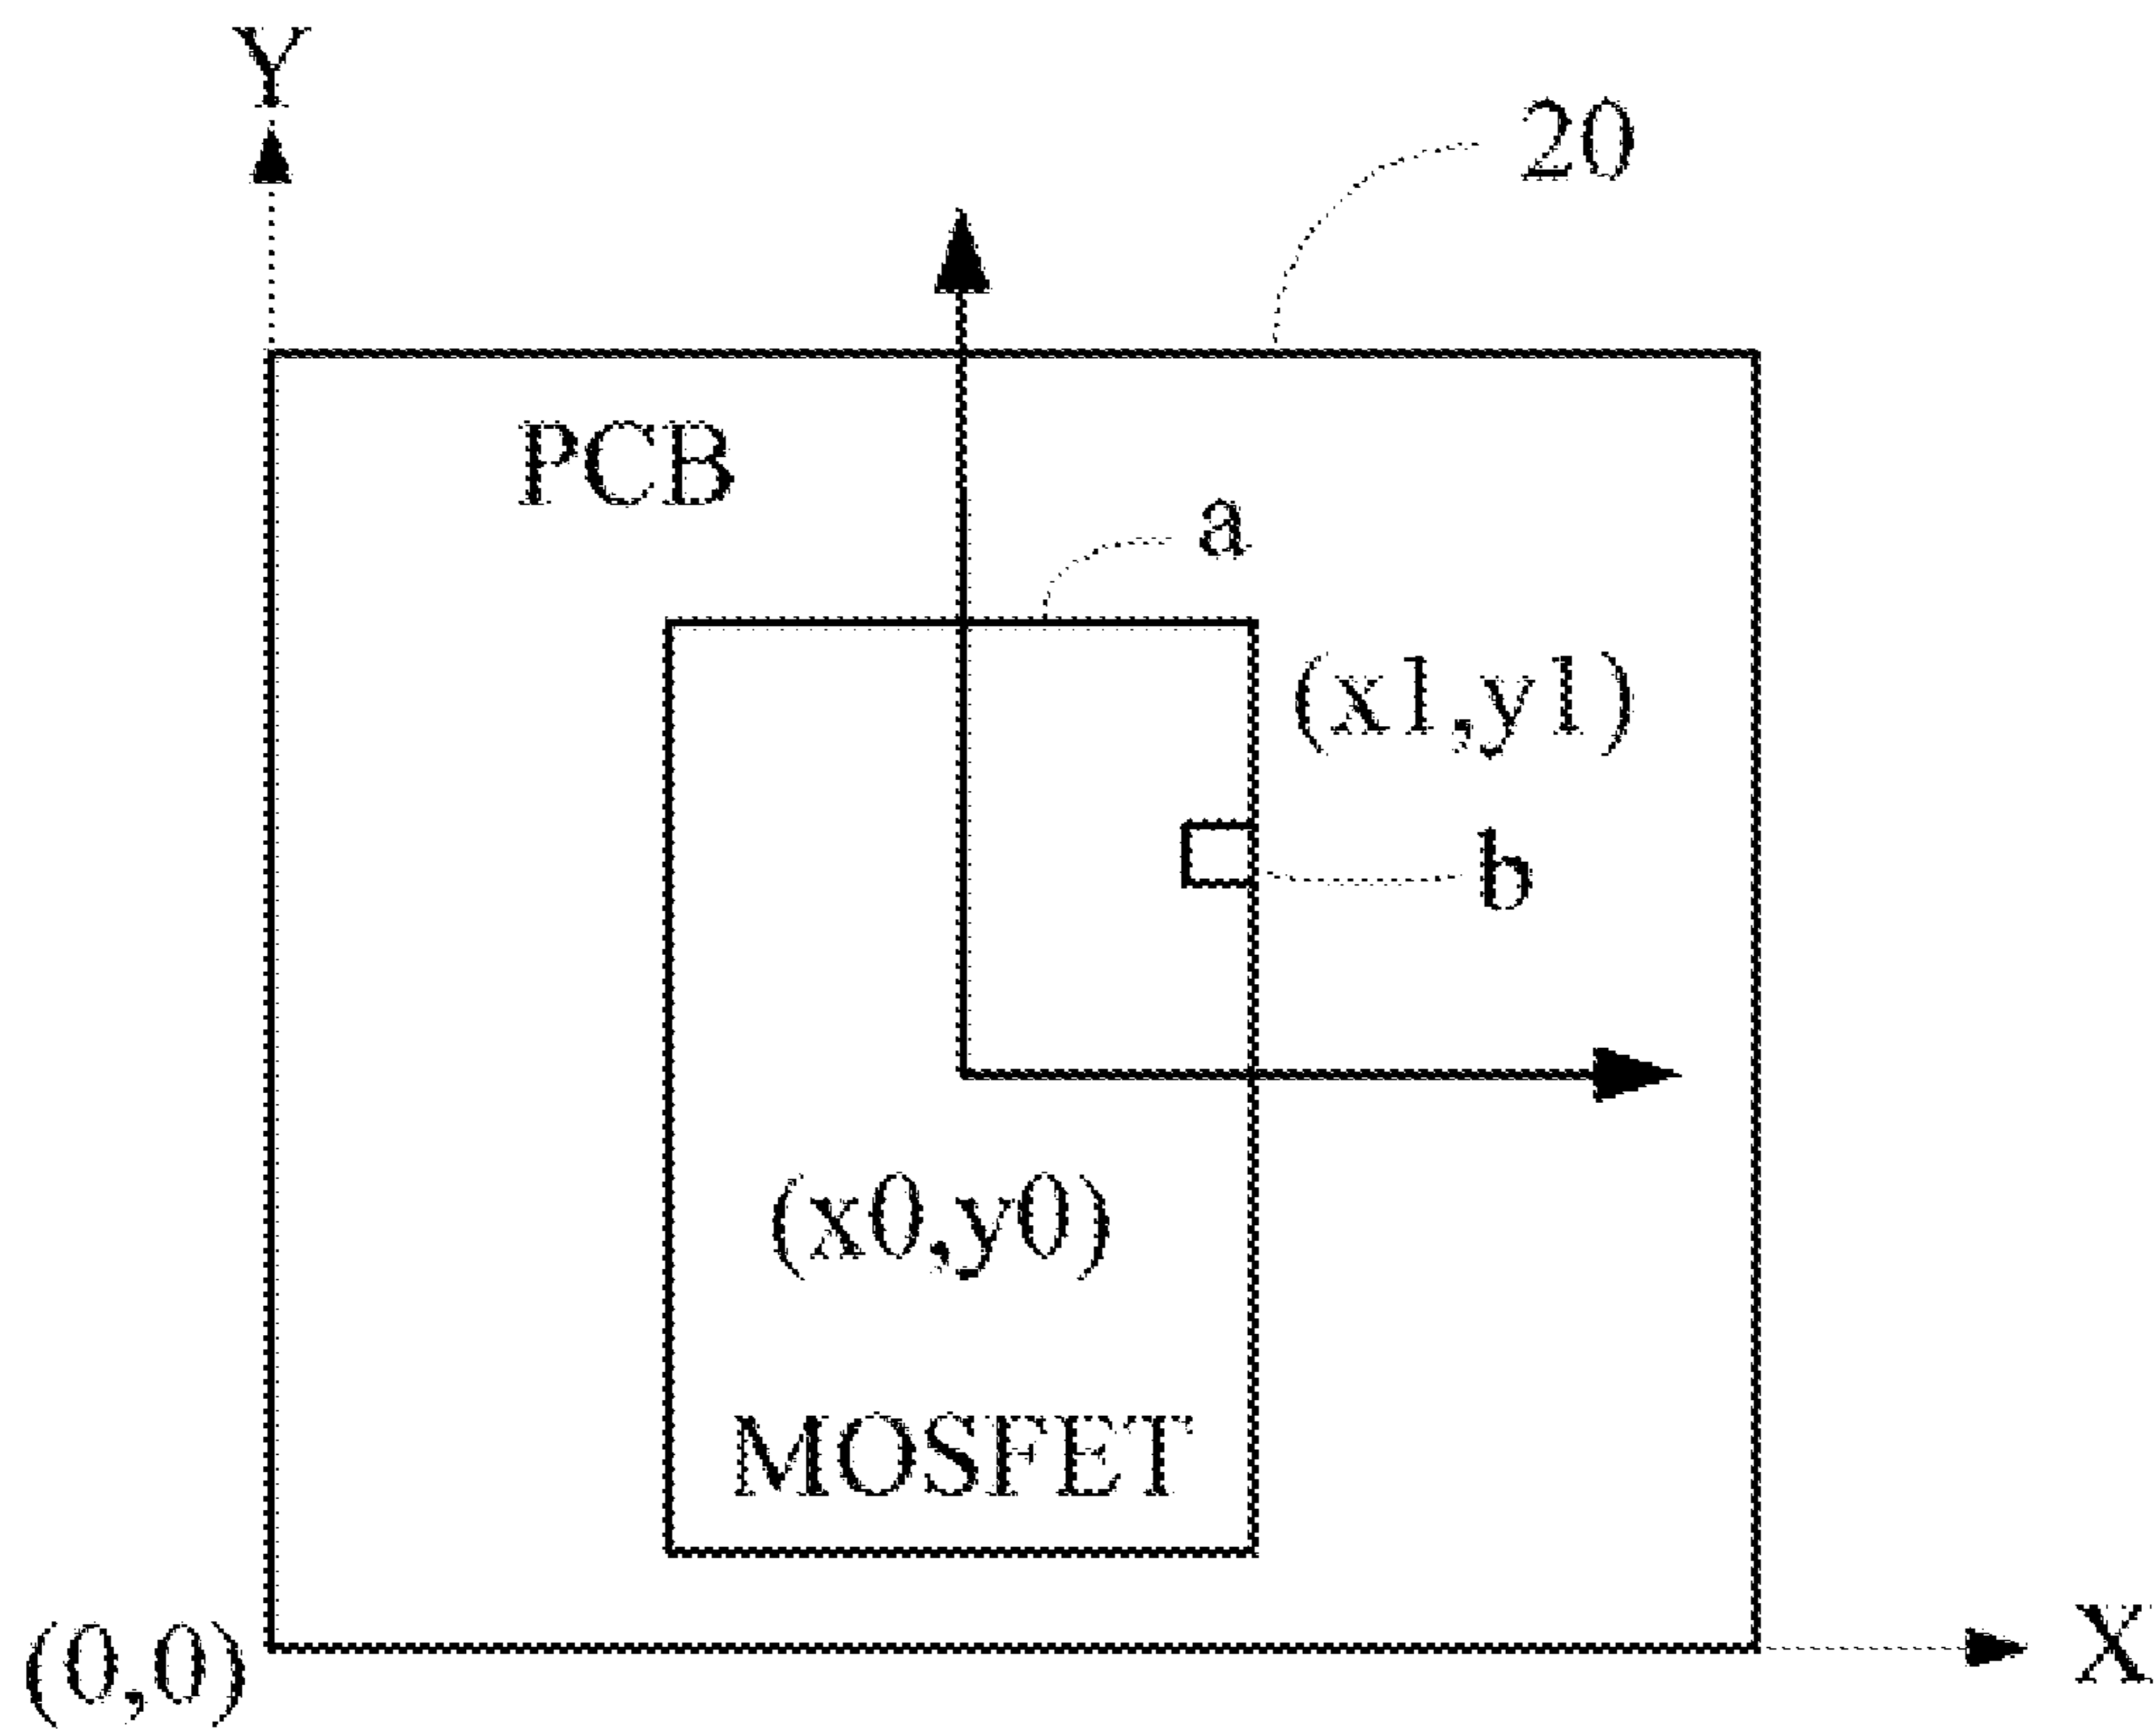 Y
20
PCB
a
(x1,y1)
b
(x0,y0)
MOSFET
(0,0)
X